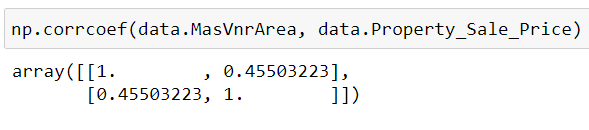 np.corrcoef(data.MasVnrArea, data.Property_Sale_Price)
array([[1.        , 0.45503223],
       [0.45503223, 1.        ]])